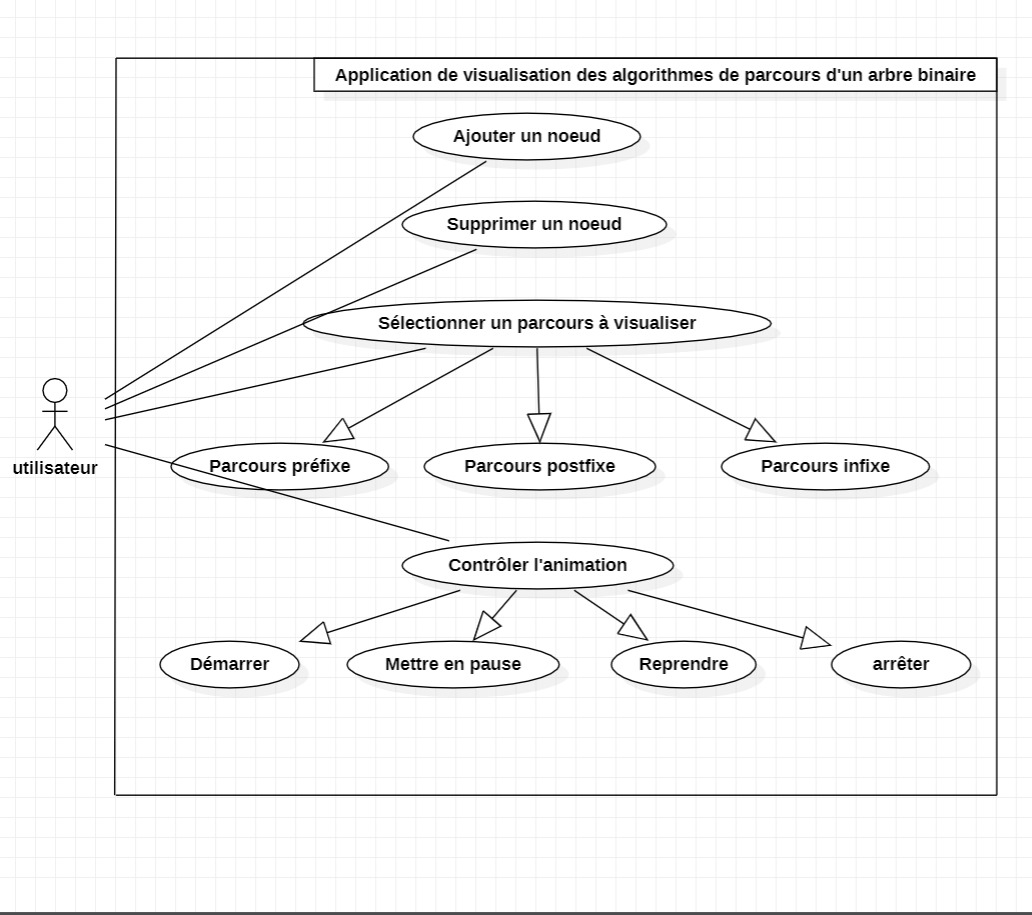 Application de visualisation des algorithmes de parcours d'un arbre binaire
Ajouter un noeud
Supprimer un noeud
Sélectionner un parcours à visualiser
utilisateur
Parcours préfixe
Parcours postfixe
Parcours infixe
Contrôler l'animation
Démarrer
Mettre en pause
Reprendre
arrêter